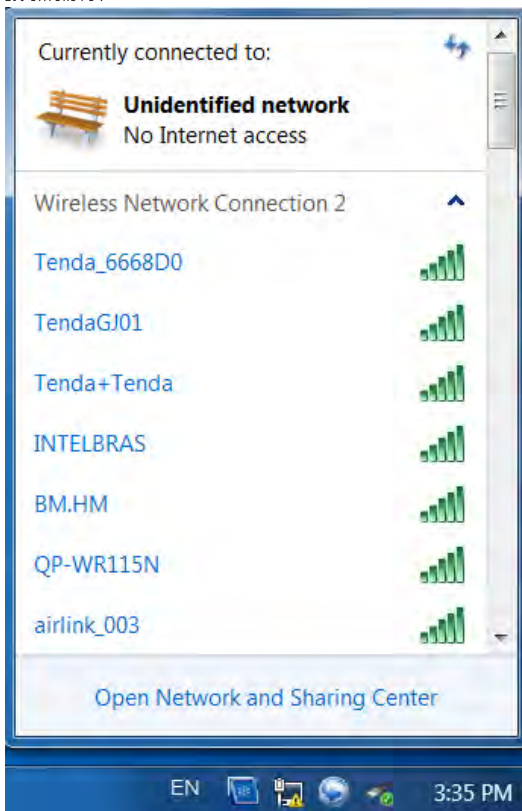 Currently connected to:
Unidentified network
No Internet access
Wireless Network Connection 2
Tenda_6668D0
TendaGJ01
Tenda+Tenda
INTELBRAS
BM.HM
QP-WR115N
airlink_003
Open Network and Sharing Center
EN
3:35 PM